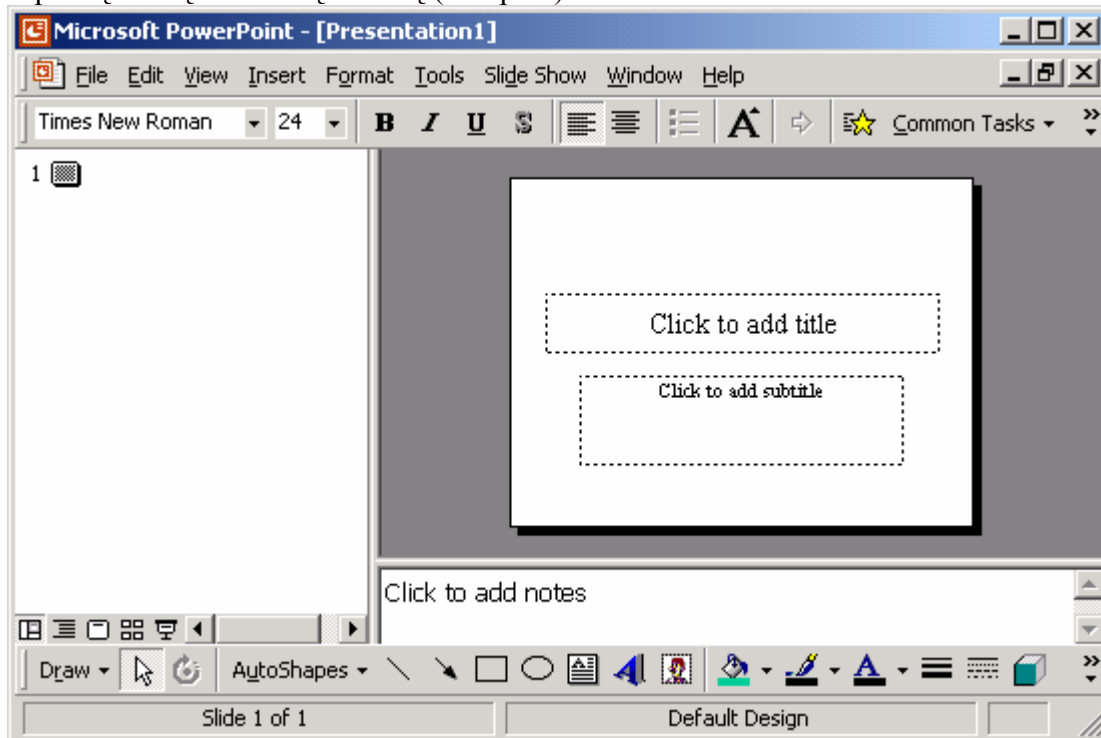 Microsoft PowerPoint - [Presentation1]
File Edit View Insert Format Tools Slide Show Window Help
Times New Roman 24 B I U S A Common Tasks
1
Click to add title
Click to add subtitle
Click to add notes
Draw AutoShapes A A
Slide 1 of 1 Default Design